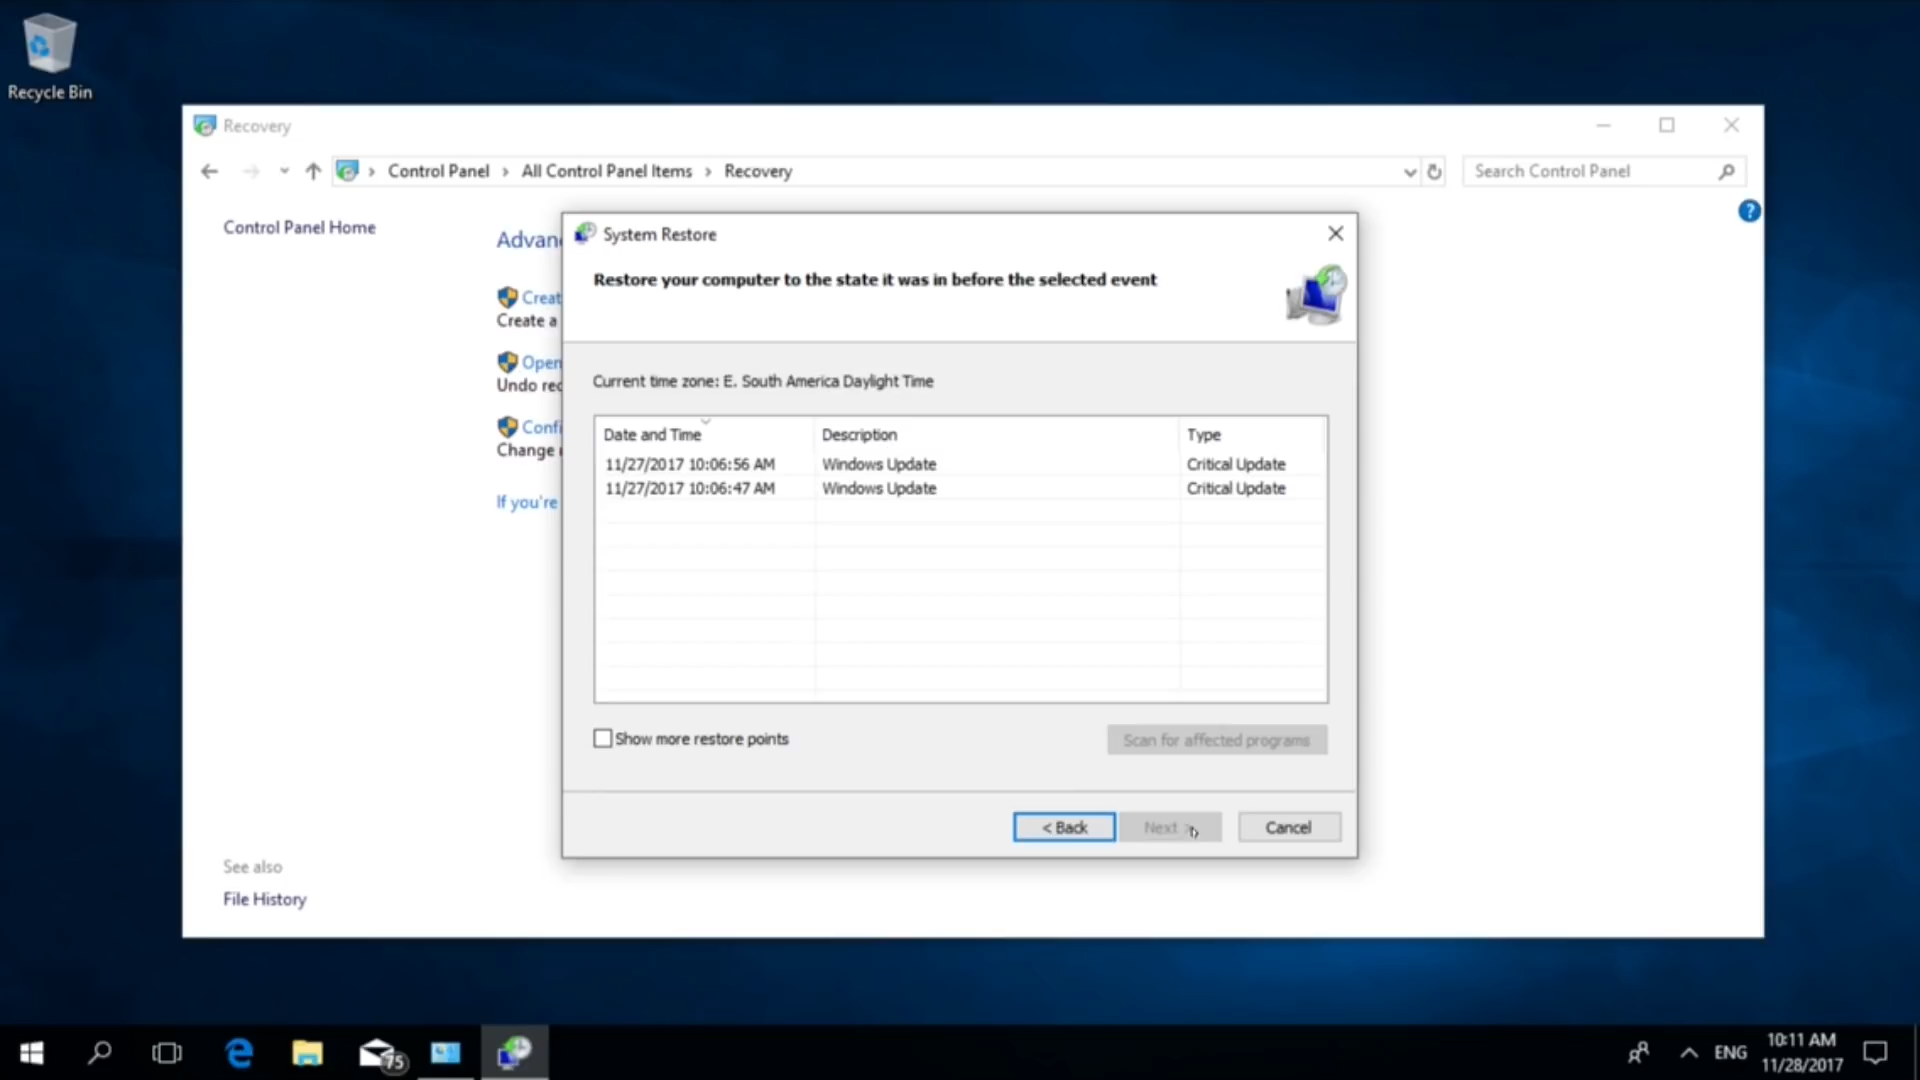 Recycle Bin
Recovery
Control Panel > All Control Panel Items > Recovery
Search Control Panel
Control Panel Home
Advan
Creat
Create a
Open
Undo rec
Confi
Change
If you're
See also
File History
System Restore
Restore your computer to the state it was in before the selected event
Current time zone: E. South America Daylight Time
Date and Time Description Type
11/27/2017 10:06:56 AM Windows Update Critical Update
11/27/2017 10:06:47 AM Windows Update Critical Update
Show more restore points
Scan for affected programs
< Back Next > Cancel
75
ENG
10:11 AM
11/28/2017